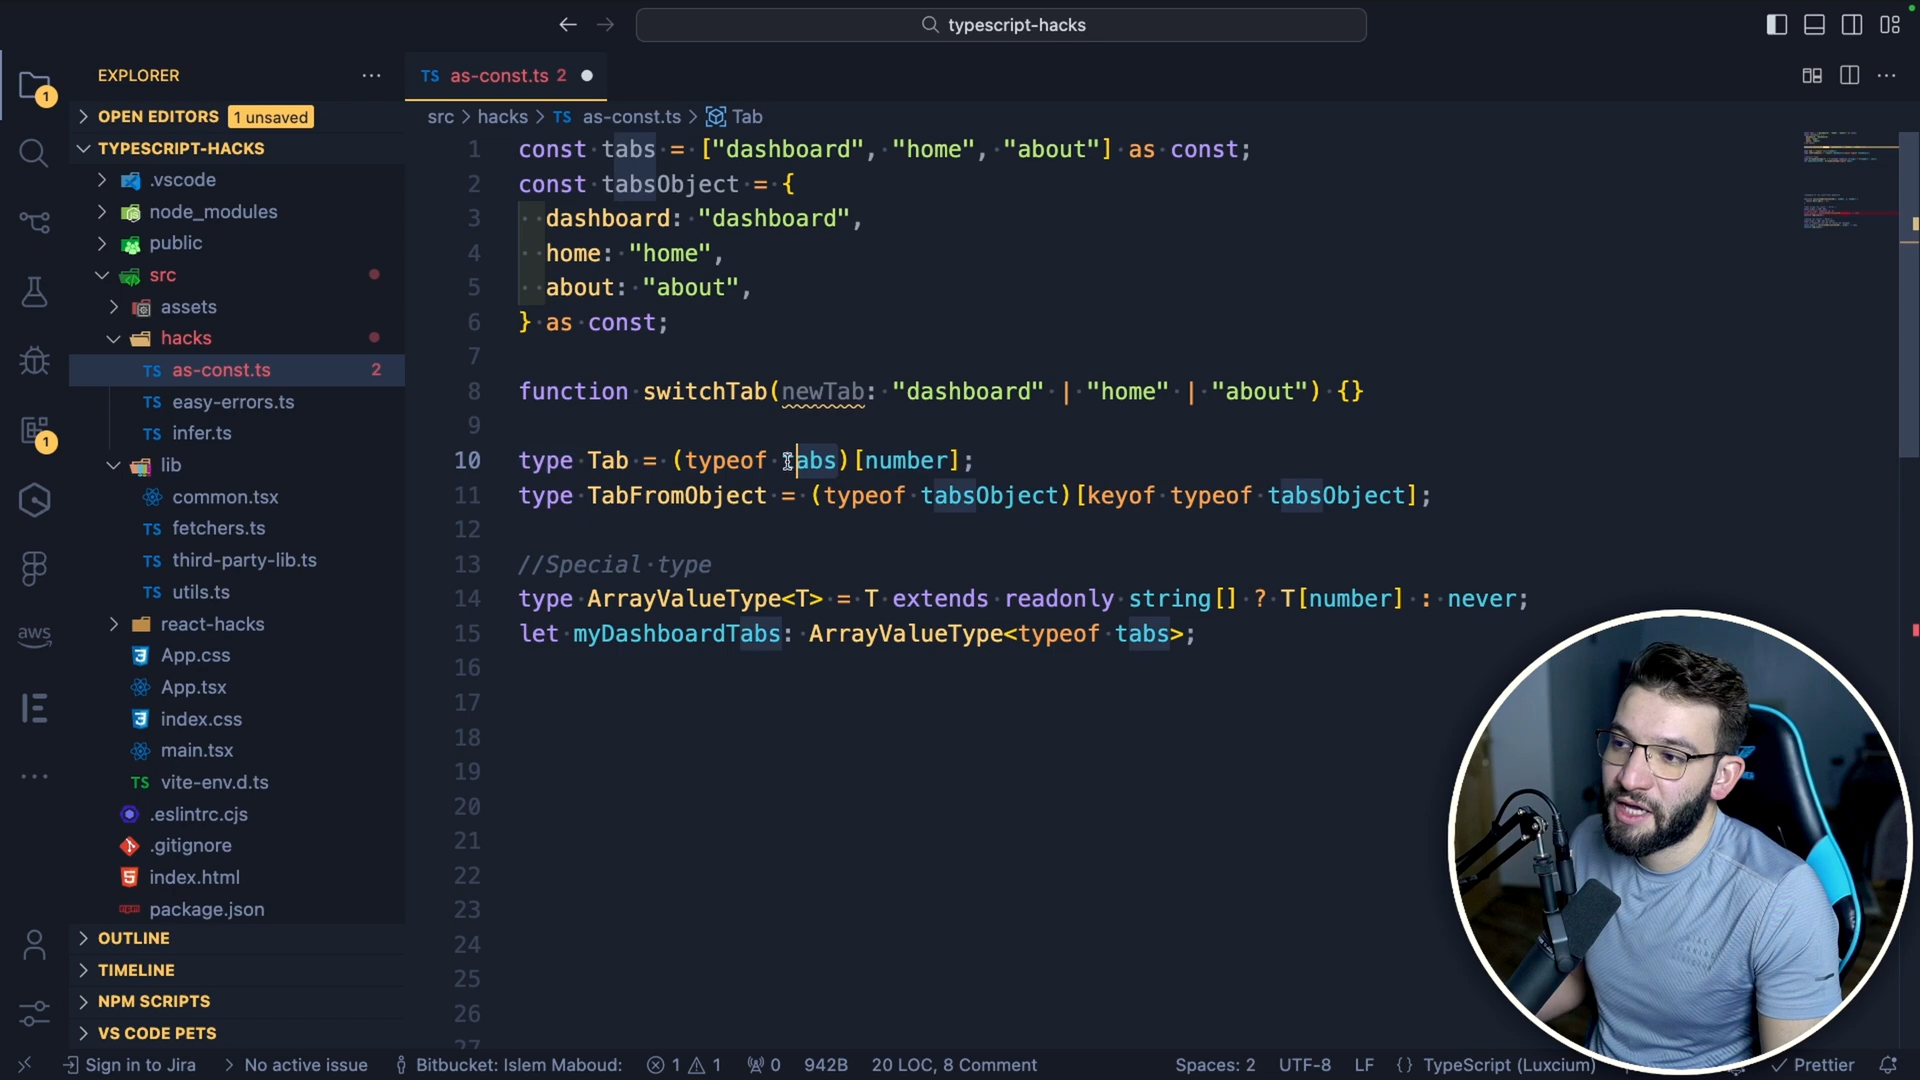 typescript-hacks
EXPLORER
TS as-const.ts 2
OPEN EDITORS 1 unsaved
src > hacks > TS as-const.ts > Tab
TYPESCRIPT-HACKS
.vscode
node_modules
public
src
assets
hacks
TS as-const.ts 2
TS easy-errors.ts
TS infer.ts
lib
common.tsx
TS fetchers.ts
TS third-party-lib.ts
TS utils.ts
react-hacks
App.css
App.tsx
index.css
main.tsx
TS vite-env.d.ts
.eslintrc.cjs
.gitignore
index.html
package.json
OUTLINE
TIMELINE
NPM SCRIPTS
VS CODE PETS
1
1
aws
1 const tabs = ["dashboard", "home", "about"] as const;
2 const tabsObject = {
3 dashboard: "dashboard",
4 home: "home",
5 about: "about",
6 } as const;
7
8 function switchTab(newTab: "dashboard" | "home" | "about") {}
9
10 type Tab = (typeof tabs)[number];
11 type TabFromObject = (typeof tabsObject)[keyof typeof tabsObject];
12
13 //Special type
14 type ArrayValueType<T> = T extends readonly string[] ? T[number] : never;
15 let myDashboardTabs: ArrayValueType<typeof tabs>;
16
17
18
19
20
21
22
23
24
25
26
27
Sign in to Jira No active issue Bitbucket: Islem Maboud: 1 1 0 942B 20 LOC, 8 Comment Spaces: 2 UTF-8 LF {} TypeScript (Luxcium) Prettier